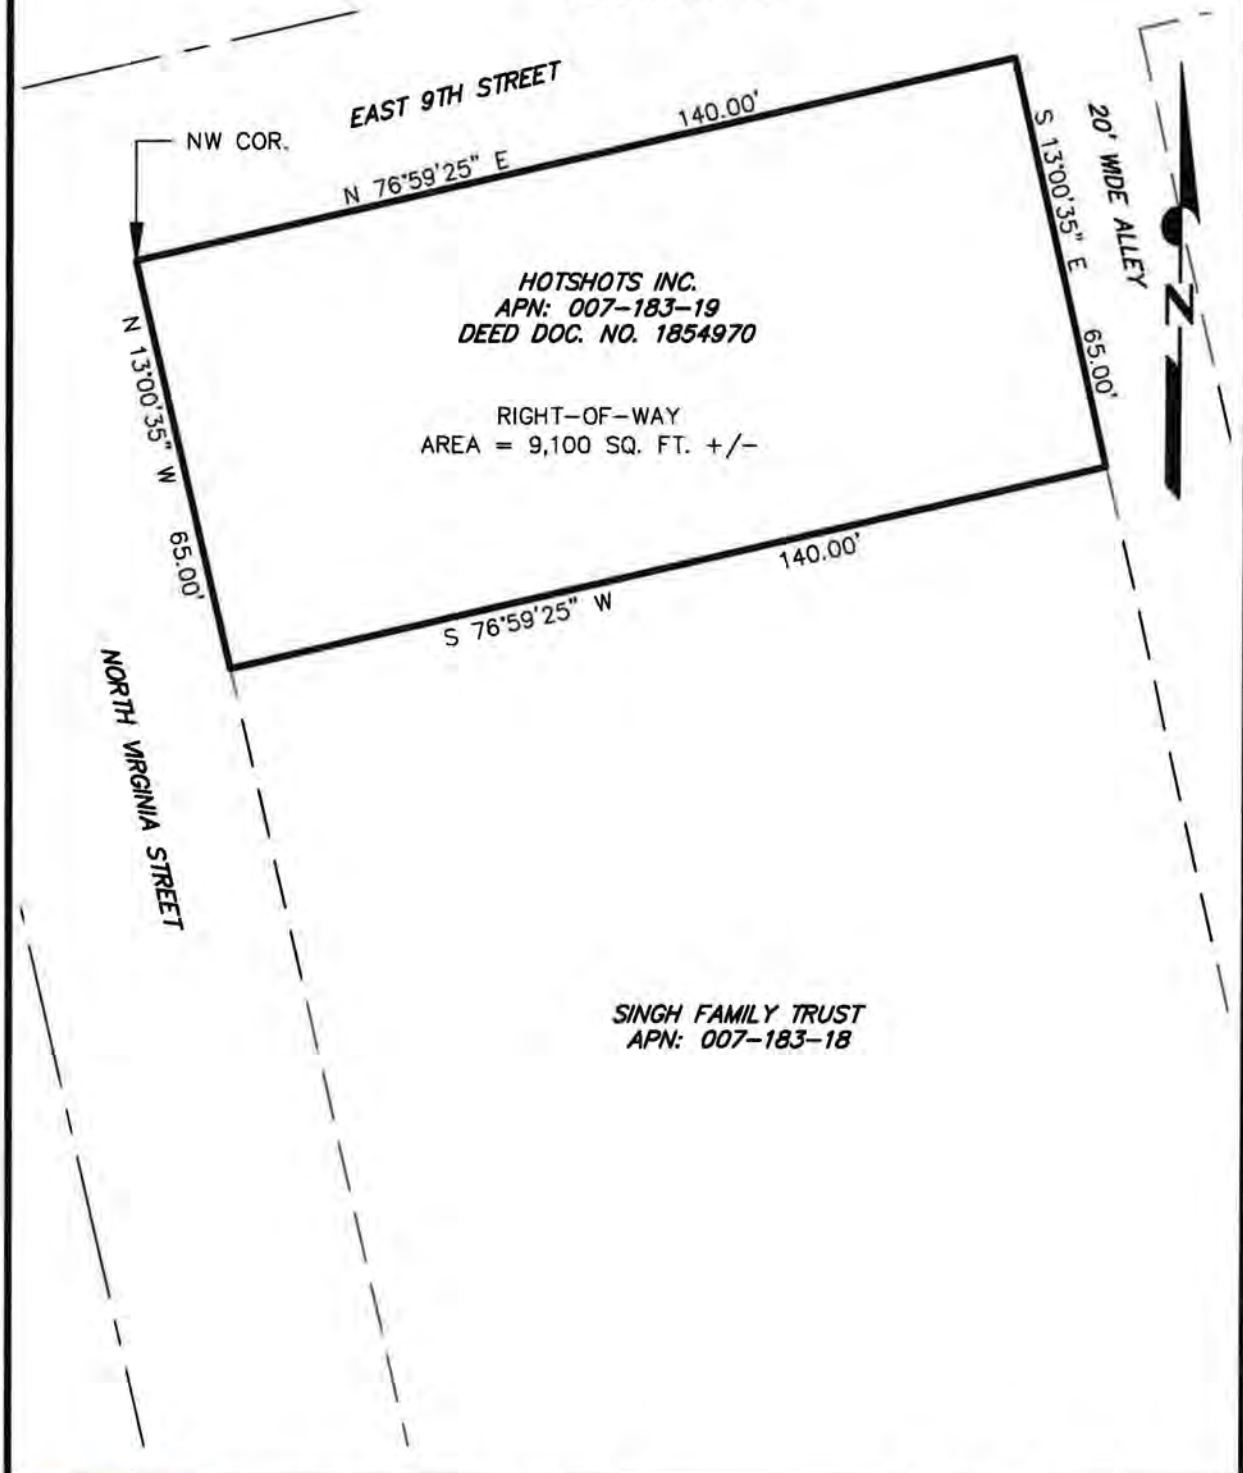 EAST 9TH STREET
NW COR.
N 76°59'25" E
140.00'
S 13°00'35" E
65.00'
20' WIDE ALLEY
N
HOTSHOTS INC.
APN: 007-183-19
DEED DOC. NO. 1854970
RIGHT-OF-WAY
AREA = 9,100 SQ. FT. +/-
N 13°00'35" W
65.00'
S 76°59'25" W
140.00'
NORTH VIRGINIA STREET
SINGH FAMILY TRUST
APN: 007-183-18